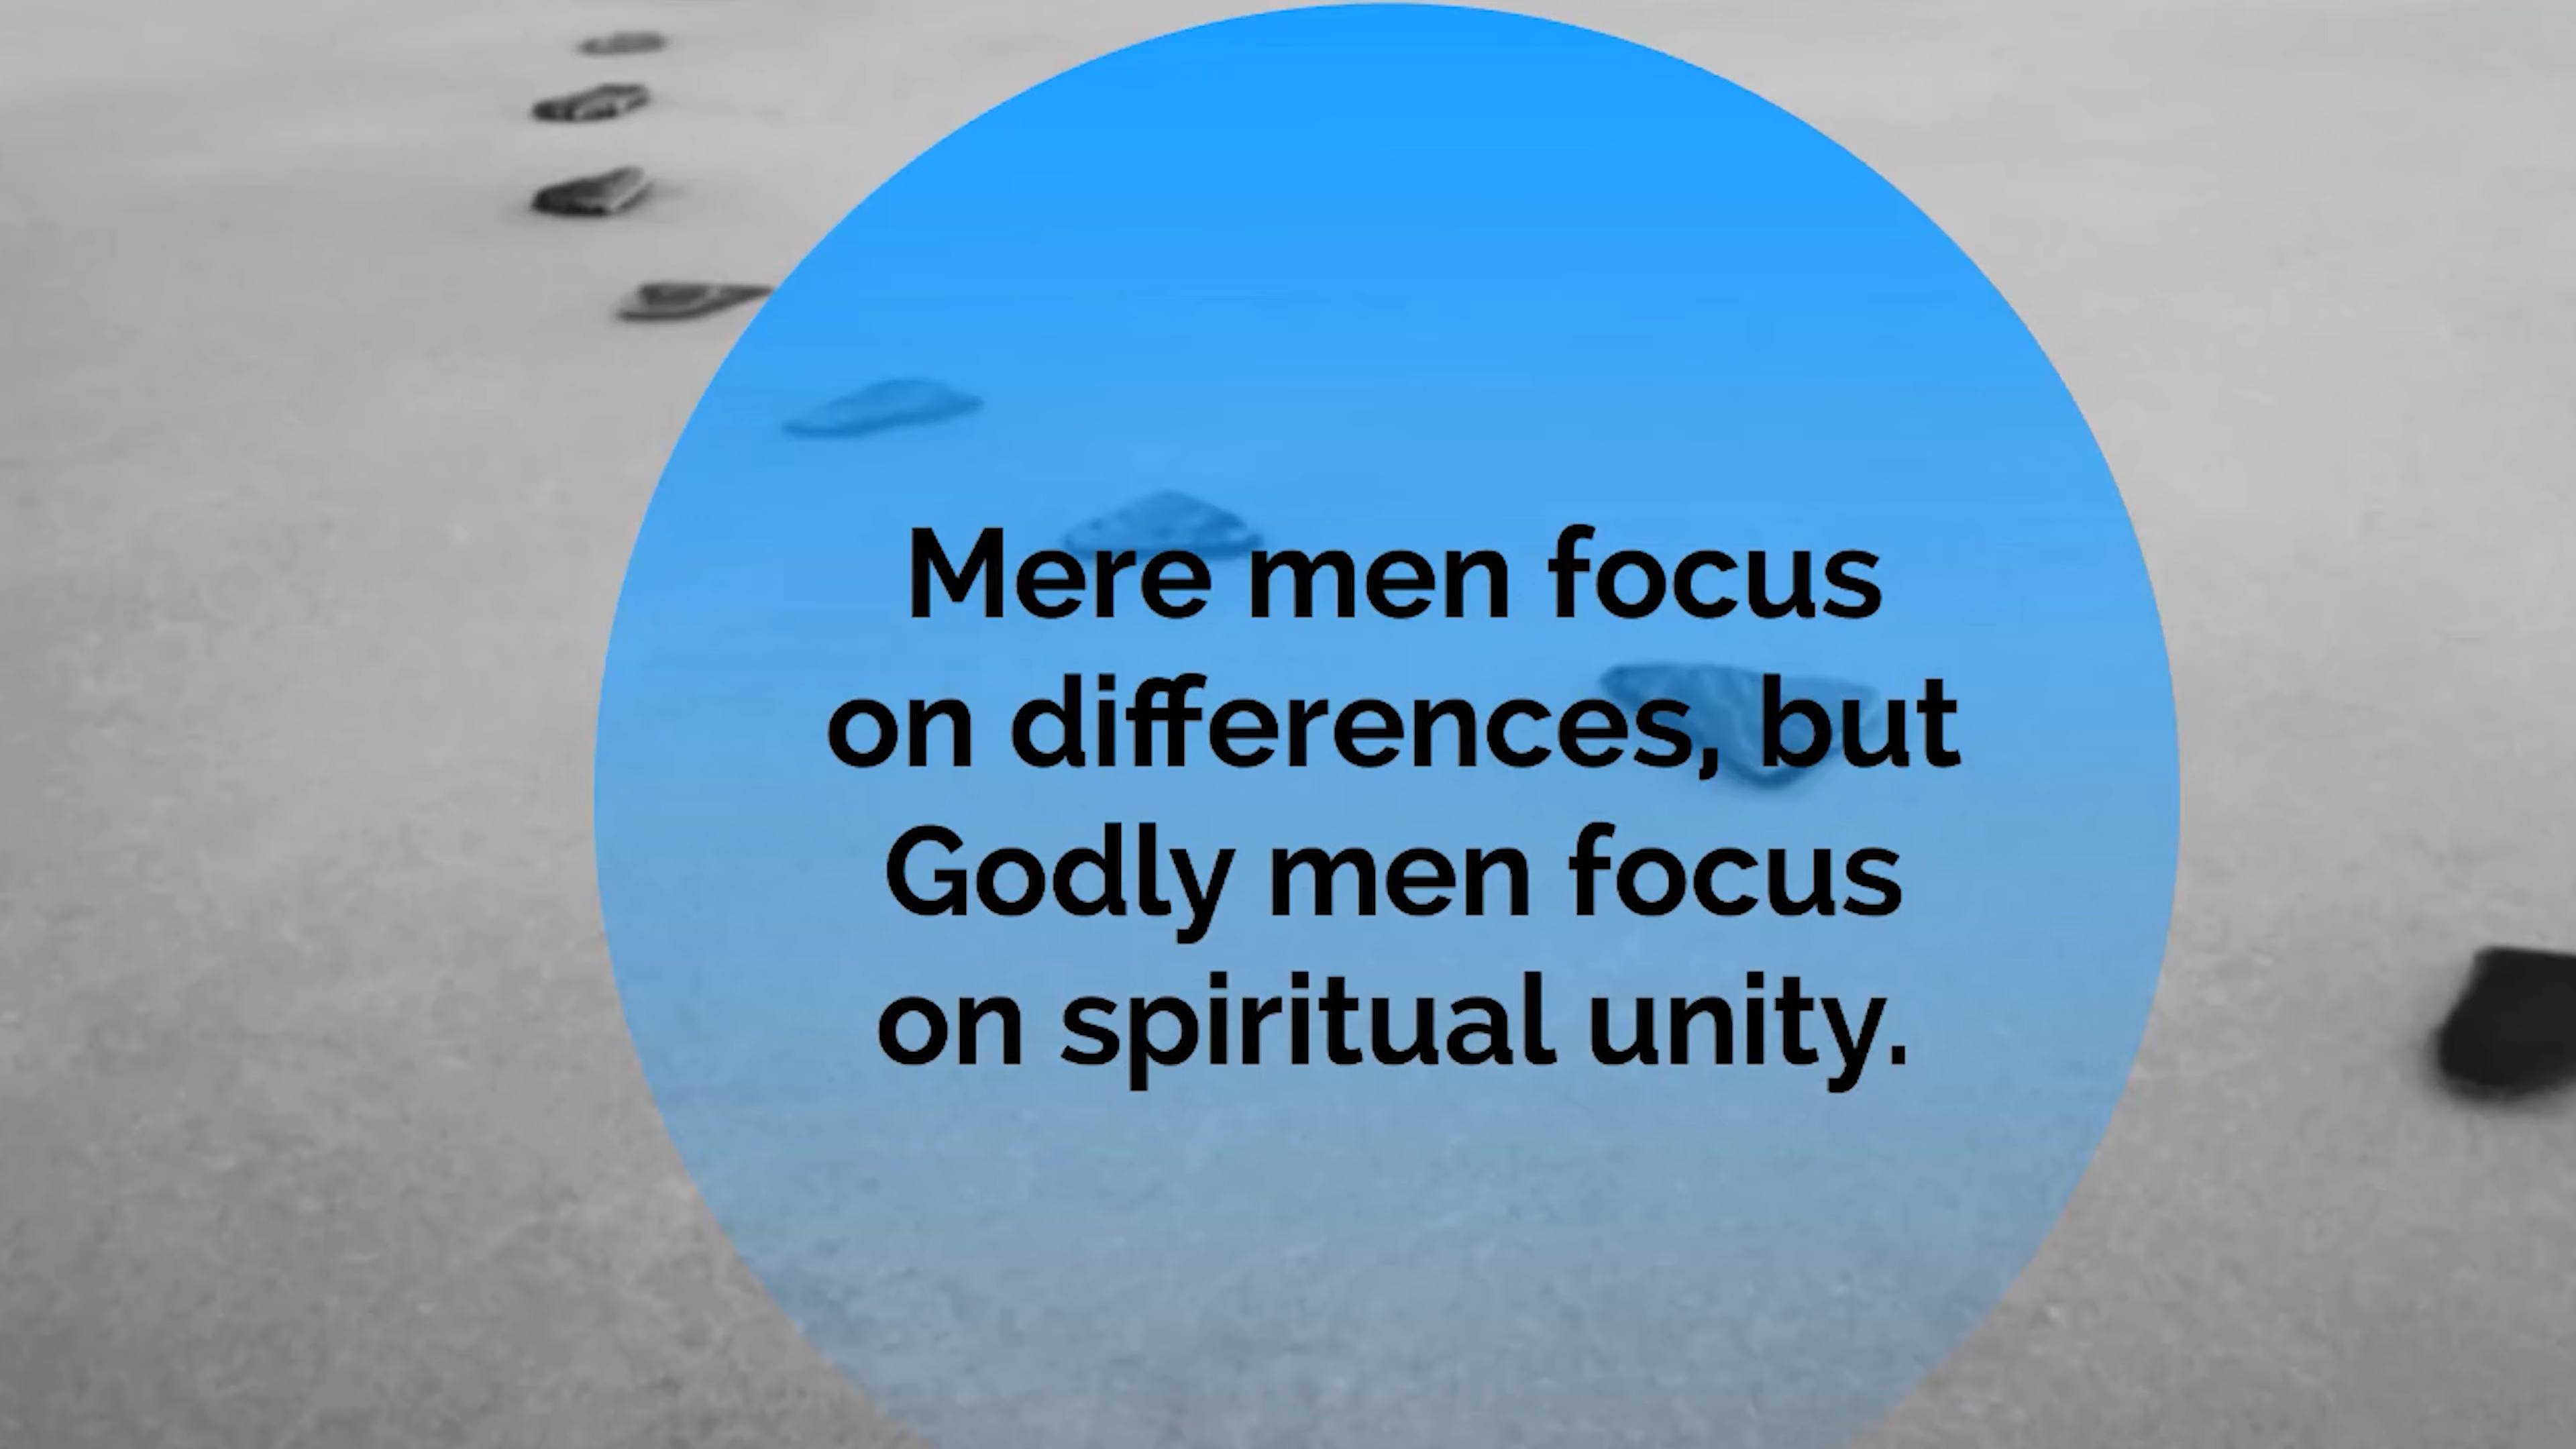 Mere men focus
on differences, but
Godly men focus
on spiritual unity.